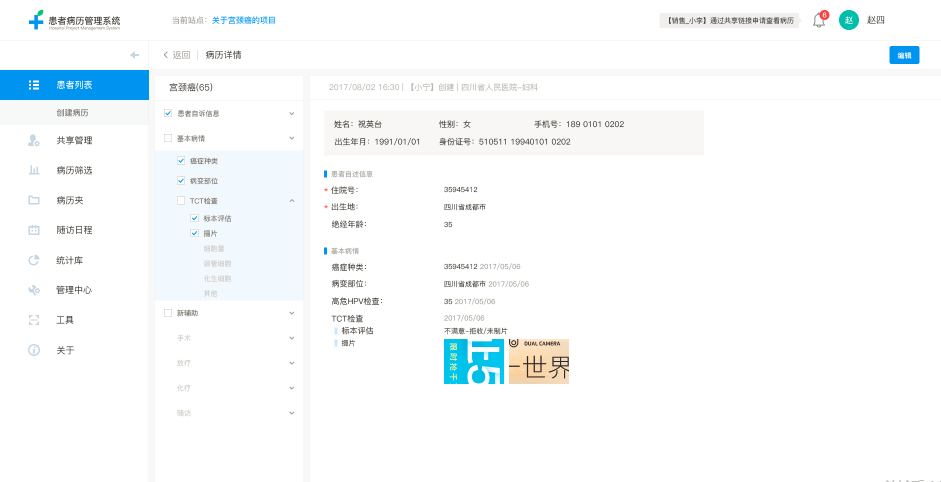 患者病历管理系统
Hospital Project Management System
当前站点: 关于宫颈癌的项目
【销售_小李】通过共享链接申请查看病历
6
赵
赵四
返回
病历详情
编辑
患者列表
创建病历
共享管理
病历筛选
病历夹
随访日程
统计库
管理中心
工具
关于
宫颈癌(65)
患者自诉信息
基本病情
癌症种类
病变部位
TCT检查
标本评估
摄片
细胞量
颈管细胞
化生细胞
其他
新辅助
手术
放疗
化疗
随访
2017/08/02 16:30 | 【小宁】创建 | 四川省人民医院-妇科
姓名: 祝英台 性别: 女 手机号: 189 0101 0202
出生年月: 1991/01/01 身份证号: 510511 19940101 0202
患者自述信息
* 住院号: 35945412
* 出生地: 四川省成都市
绝经年龄: 35
基本病情
癌症种类: 35945412 2017/05/06
病变部位: 四川省成都市 2017/05/06
高危HPV检查: 35 2017/05/06
TCT检查 2017/05/06
标本评估 不满意-拒收/未制片
摄片
限时抢千
DUAL CAMERA
一世界